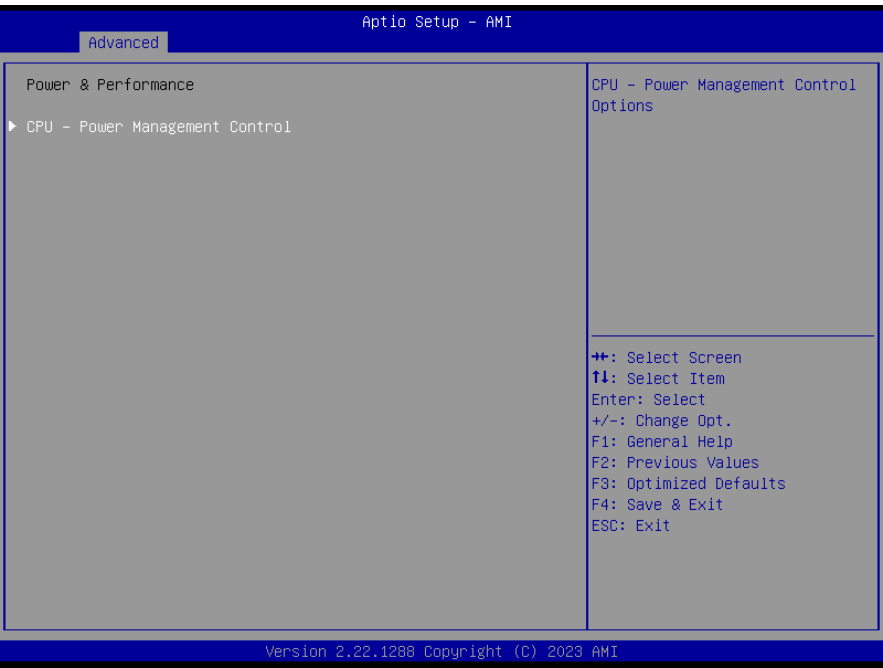 Aptio Setup – AMI
Advanced
Power & Performance
CPU – Power Management Control
CPU – Power Management Control
Options
→←: Select Screen
↑↓: Select Item
Enter: Select
+/-: Change Opt.
F1: General Help
F2: Previous Values
F3: Optimized Defaults
F4: Save & Exit
ESC: Exit
Version 2.22.1288 Copyright (C) 2023 AMI